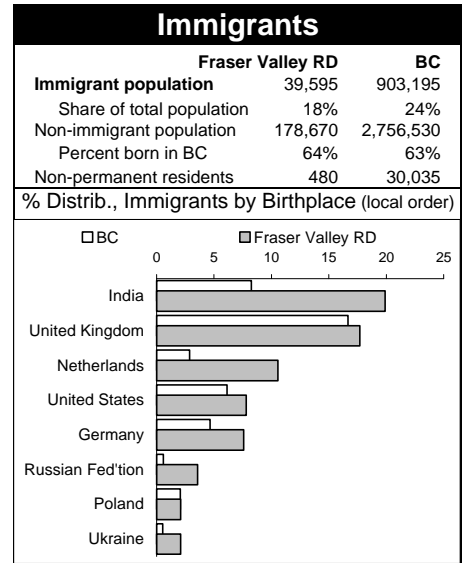 Immigrants
Fraser Valley RD BC
Immigrant population 39,595 903,195
Share of total population 18% 24%
Non-immigrant population 178,670 2,756,530
Percent born in BC 64% 63%
Non-permanent residents 480 30,035
% Distrib., Immigrants by Birthplace (local order)
BC Fraser Valley RD
0 5 10 15 20 25
India
United Kingdom
Netherlands
United States
Germany
Russian Fed'tion
Poland
Ukraine